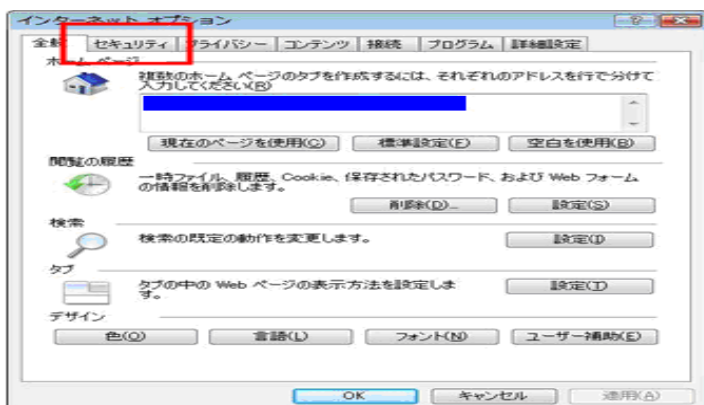 インターネット オプション
全般 セキュリティ プライバシー コンテンツ 接続 プログラム 詳細設定
ホーム ページ
複数のホーム ページのタブを作成するには、それぞれのアドレスを行で分けて
入力してください(R)
現在のページを使用(C) 標準設定(F) 空白を使用(B)
閲覧の履歴
一時ファイル、履歴、Cookie、保存されたパスワード、および Web フォーム
の情報を削除します。
削除(D)... 設定(S)
検索
検索の既定の動作を変更します。
設定(I)
タブ
タブの中の Web ページの表示方法を設定しま
す。
設定(T)
デザイン
色(O) 言語(L) フォント(N) ユーザー補助(E)
OK キャンセル 適用(A)